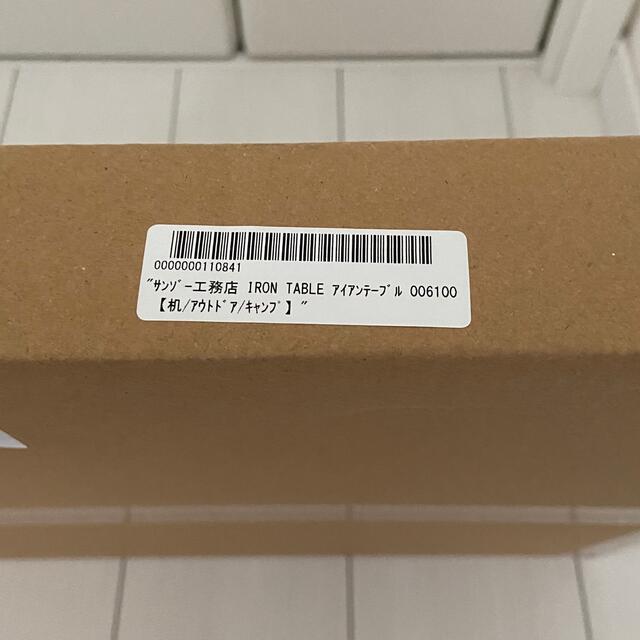 0000000110841
"ｻﾝｿﾞｰ工務店 IRON TABLE ｱｲｱﾝﾃｰﾌﾞﾙ 006100
【机/ｱｳﾄﾄﾞｱ/ｷｬﾝﾌﾟ】"